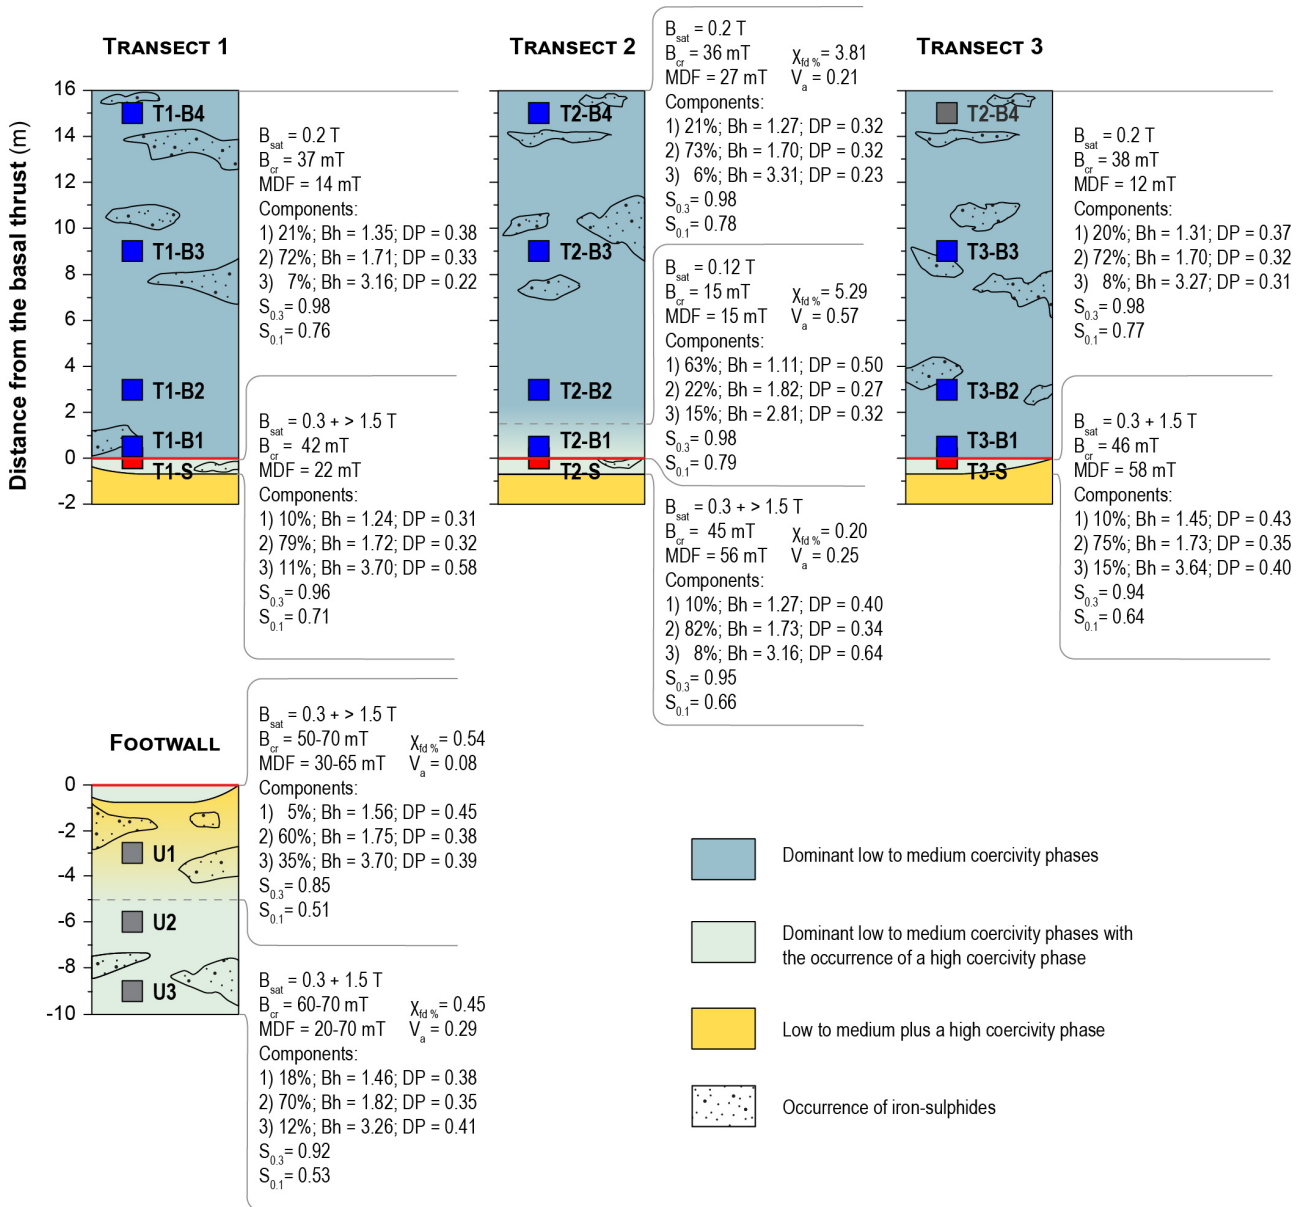 TRANSECT 1
TRANSECT 2
TRANSECT 3
Distance from the basal thrust (m)
16
14
12
10
8
6
4
2
0
-2
T1-B4
T1-B3
T1-B2
T1-B1
T1-S
Bsat = 0.2 T
Bcr = 37 mT
MDF = 14 mT
Components:
1) 21%; Bh = 1.35; DP = 0.38
2) 72%; Bh = 1.71; DP = 0.33
3) 7%; Bh = 3.16; DP = 0.22
S0.3= 0.98
S0.1= 0.76
Bsat = 0.3 + > 1.5 T
Bcr = 42 mT
MDF = 22 mT
Components:
1) 10%; Bh = 1.24; DP = 0.31
2) 79%; Bh = 1.72; DP = 0.32
3) 11%; Bh = 3.70; DP = 0.58
S0.3= 0.96
S0.1= 0.71
T2-B4
T2-B3
T2-B2
T2-B1
T2-S
Bsat = 0.2 T
Bcr = 36 mT χfd % = 3.81
MDF = 27 mT Va = 0.21
Components:
1) 21%; Bh = 1.27; DP = 0.32
2) 73%; Bh = 1.70; DP = 0.32
3) 6%; Bh = 3.31; DP = 0.23
S0.3= 0.98
S0.1= 0.78
Bsat = 0.12 T
Bcr = 15 mT χfd % = 5.29
MDF = 15 mT Va = 0.57
Components:
1) 63%; Bh = 1.11; DP = 0.50
2) 22%; Bh = 1.82; DP = 0.27
3) 15%; Bh = 2.81; DP = 0.32
S0.3= 0.98
S0.1= 0.79
Bsat = 0.3 + > 1.5 T
Bcr = 45 mT χfd % = 0.20
MDF = 56 mT Va = 0.25
Components:
1) 10%; Bh = 1.27; DP = 0.40
2) 82%; Bh = 1.73; DP = 0.34
3) 8%; Bh = 3.16; DP = 0.64
S0.3= 0.95
S0.1= 0.66
T2-B4
T3-B3
T3-B2
T3-B1
T3-S
Bsat = 0.2 T
Bcr = 38 mT
MDF = 12 mT
Components:
1) 20%; Bh = 1.31; DP = 0.37
2) 72%; Bh = 1.70; DP = 0.32
3) 8%; Bh = 3.27; DP = 0.31
S0.3= 0.98
S0.1= 0.77
Bsat = 0.3 + 1.5 T
Bcr = 46 mT
MDF = 58 mT
Components:
1) 10%; Bh = 1.45; DP = 0.43
2) 75%; Bh = 1.73; DP = 0.35
3) 15%; Bh = 3.64; DP = 0.40
S0.3= 0.94
S0.1= 0.64
FOOTWALL
0
-2
-4
-6
-8
-10
U1
U2
U3
Bsat = 0.3 + > 1.5 T
Bcr = 50-70 mT χfd % = 0.54
MDF = 30-65 mT Va = 0.08
Components:
1) 5%; Bh = 1.56; DP = 0.45
2) 60%; Bh = 1.75; DP = 0.38
3) 35%; Bh = 3.70; DP = 0.39
S0.3= 0.85
S0.1= 0.51
Bsat = 0.3 + 1.5 T
Bcr = 60-70 mT χfd % = 0.45
MDF = 20-70 mT Va = 0.29
Components:
1) 18%; Bh = 1.46; DP = 0.38
2) 70%; Bh = 1.82; DP = 0.35
3) 12%; Bh = 3.26; DP = 0.41
S0.3= 0.92
S0.1= 0.53
Dominant low to medium coercivity phases
Dominant low to medium coercivity phases with
the occurrence of a high coercivity phase
Low to medium plus a high coercivity phase
Occurrence of iron-sulphides